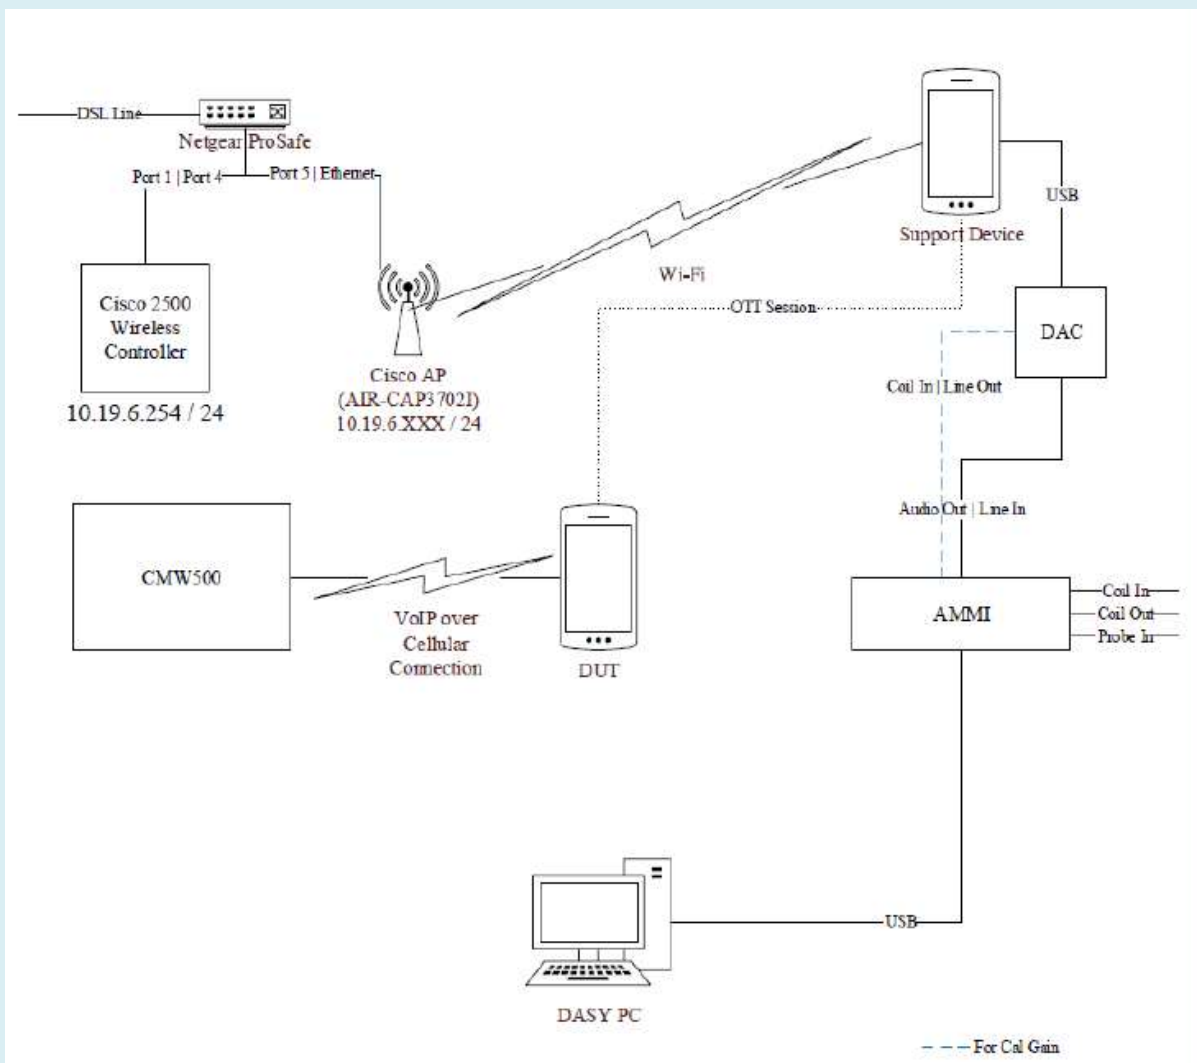 DSL Line
Netgear ProSafe
Port 1 | Port 4
Port 5 | Ethernet
USB
Support Device
Wi-Fi
Cisco 2500
Wireless
Controller
10.19.6.254 / 24
OTT Session
DAC
Cisco AP
(AIR-CAP3702I)
10.19.6.XXX / 24
Coil In | Line Out
Audio Out | Line In
CMW500
VoIP over
Cellular
Connection
DUT
AMMI
Coil In
Coil Out
Probe In
USB
DASY PC
For Cal Gain